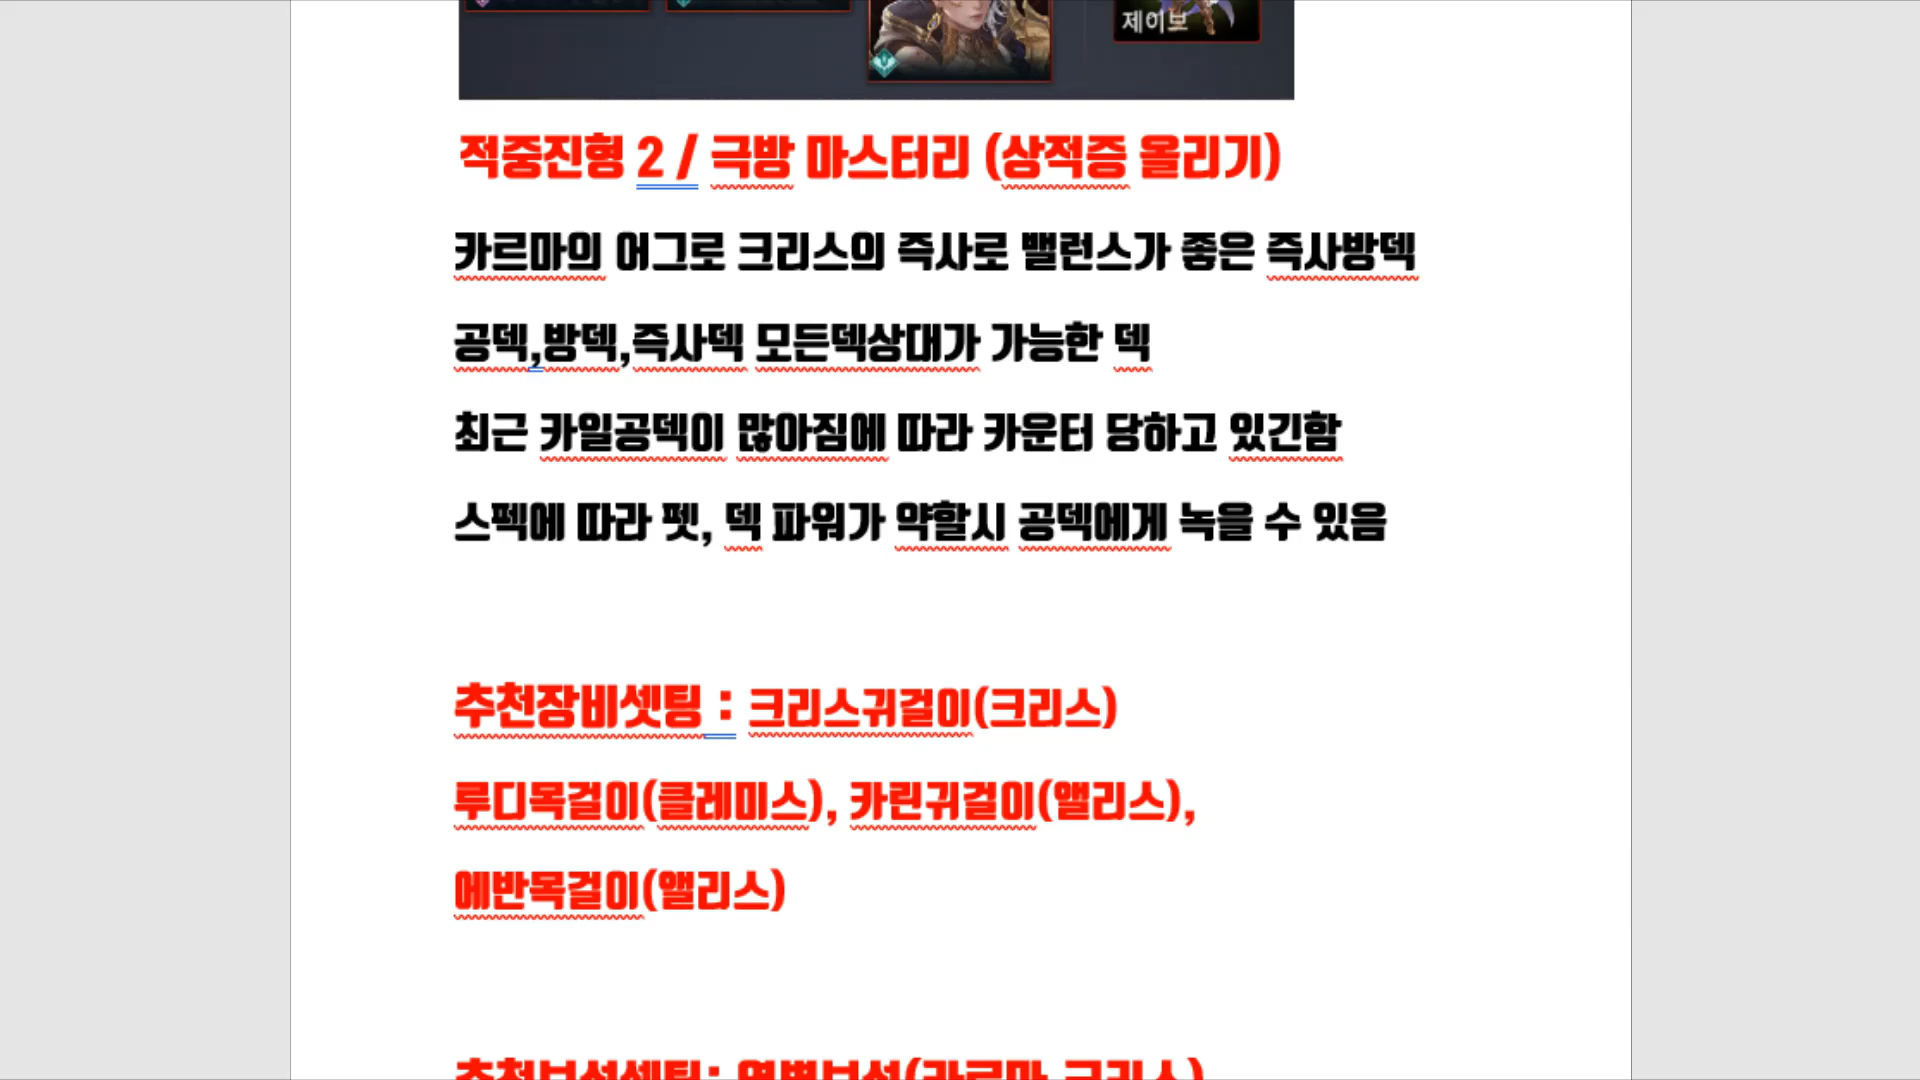 제이브
적중진형 2 / 극방 마스터리 (상적증 올리기)
카르마의 어그로 크리스의 즉사로 밸런스가 좋은 즉사방덱
공덱,방덱,즉사덱 모든덱상대가 가능한 덱
최근 카일공덱이 많아짐에 따라 카운터 당하고 있긴함
스펙에 따라 펫, 덱 파워가 약할시 공덱에게 녹을 수 있음
추천장비셋팅 : 크리스귀걸이(크리스)
루디목걸이(클레미스), 카린귀걸이(앨리스),
에반목걸이(앨리스)